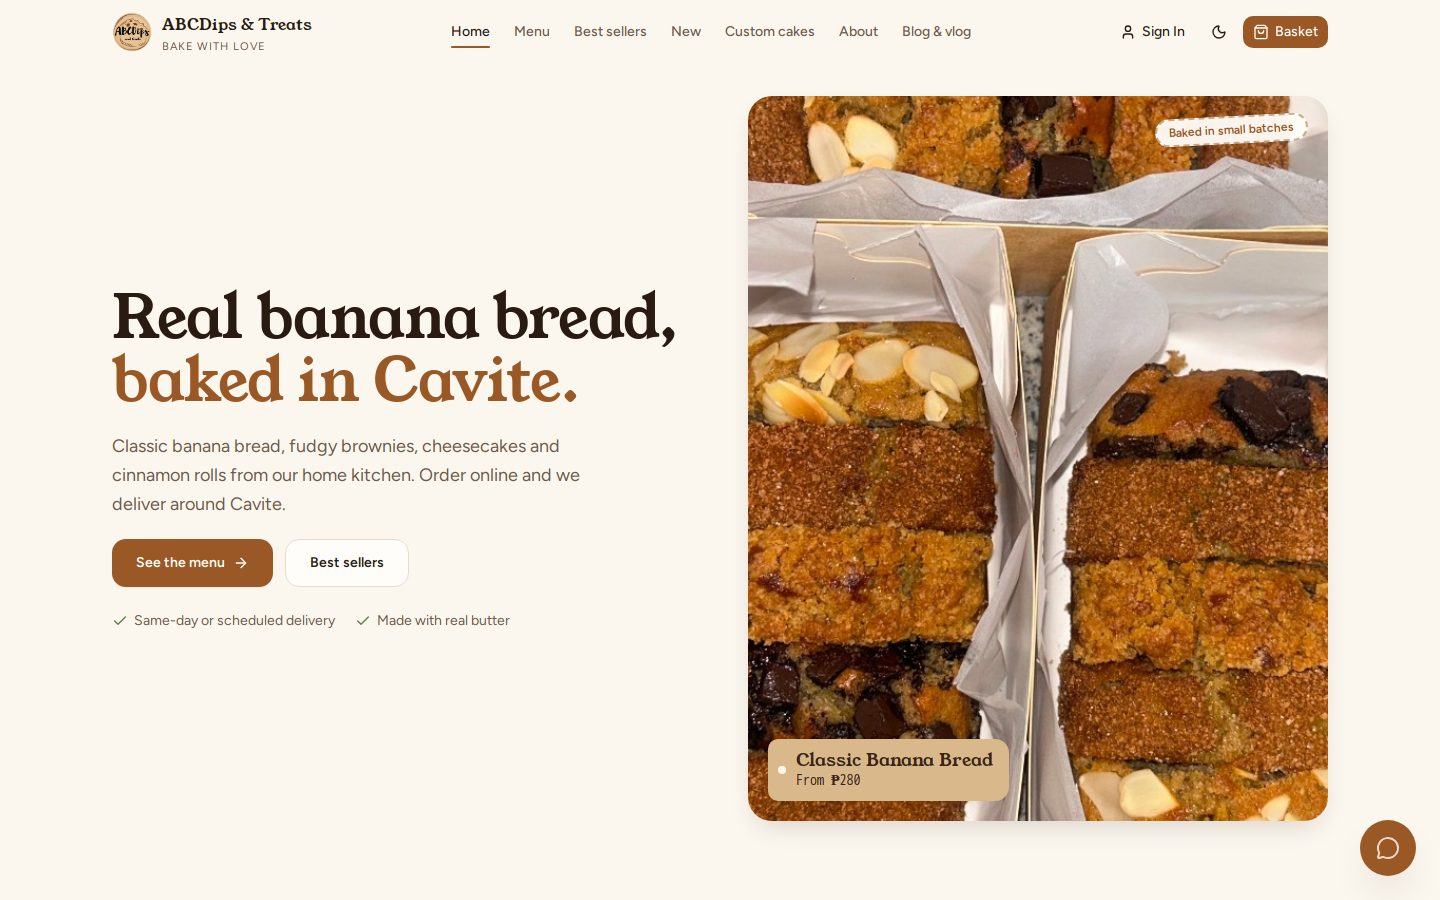 ABCDips
ABCDips & Treats
BAKE WITH LOVE
Home
Menu
Best sellers
New
Custom cakes
About
Blog & vlog
Sign In
Basket
Baked in small batches
Real banana bread,
baked in Cavite.
Classic banana bread, fudgy brownies, cheesecakes and
cinnamon rolls from our home kitchen. Order online and we
deliver around Cavite.
See the menu
Best sellers
Same-day or scheduled delivery
Made with real butter
Classic Banana Bread
From ₱280